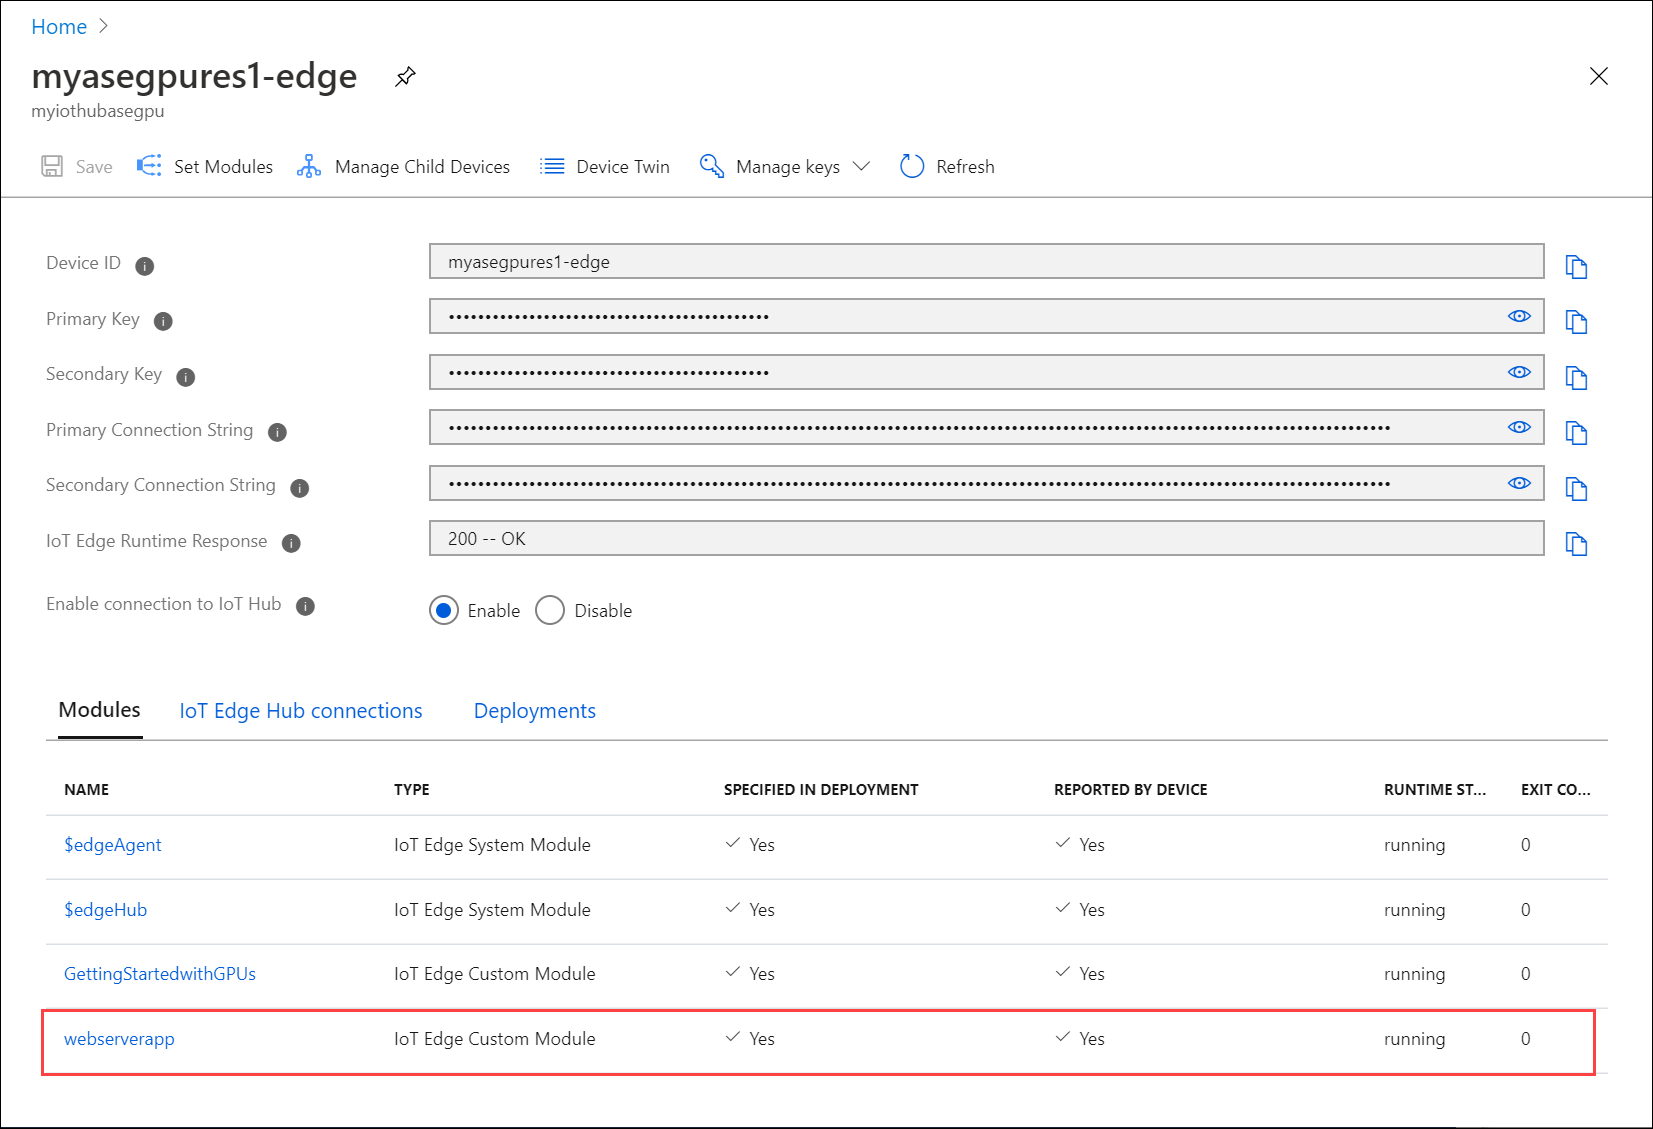 Home
myasegpures1-edge
myiothubasegpu
Save Set Modules Manage Child Devices Device Twin Manage keys Refresh
Device ID myasegpures1-edge
Primary Key ••••••••••••••••••••••••••••••••••••••••••••
Secondary Key ••••••••••••••••••••••••••••••••••••••••••••
Primary Connection String
Secondary Connection String
IoT Edge Runtime Response 200 -- OK
Enable connection to IoT Hub Enable Disable
Modules IoT Edge Hub connections Deployments
NAME TYPE SPECIFIED IN DEPLOYMENT REPORTED BY DEVICE RUNTIME ST... EXIT CO...
$edgeAgent IoT Edge System Module Yes Yes running 0
$edgeHub IoT Edge System Module Yes Yes running 0
GettingStartedwithGPUs IoT Edge Custom Module Yes Yes running 0
webserverapp IoT Edge Custom Module Yes Yes running 0